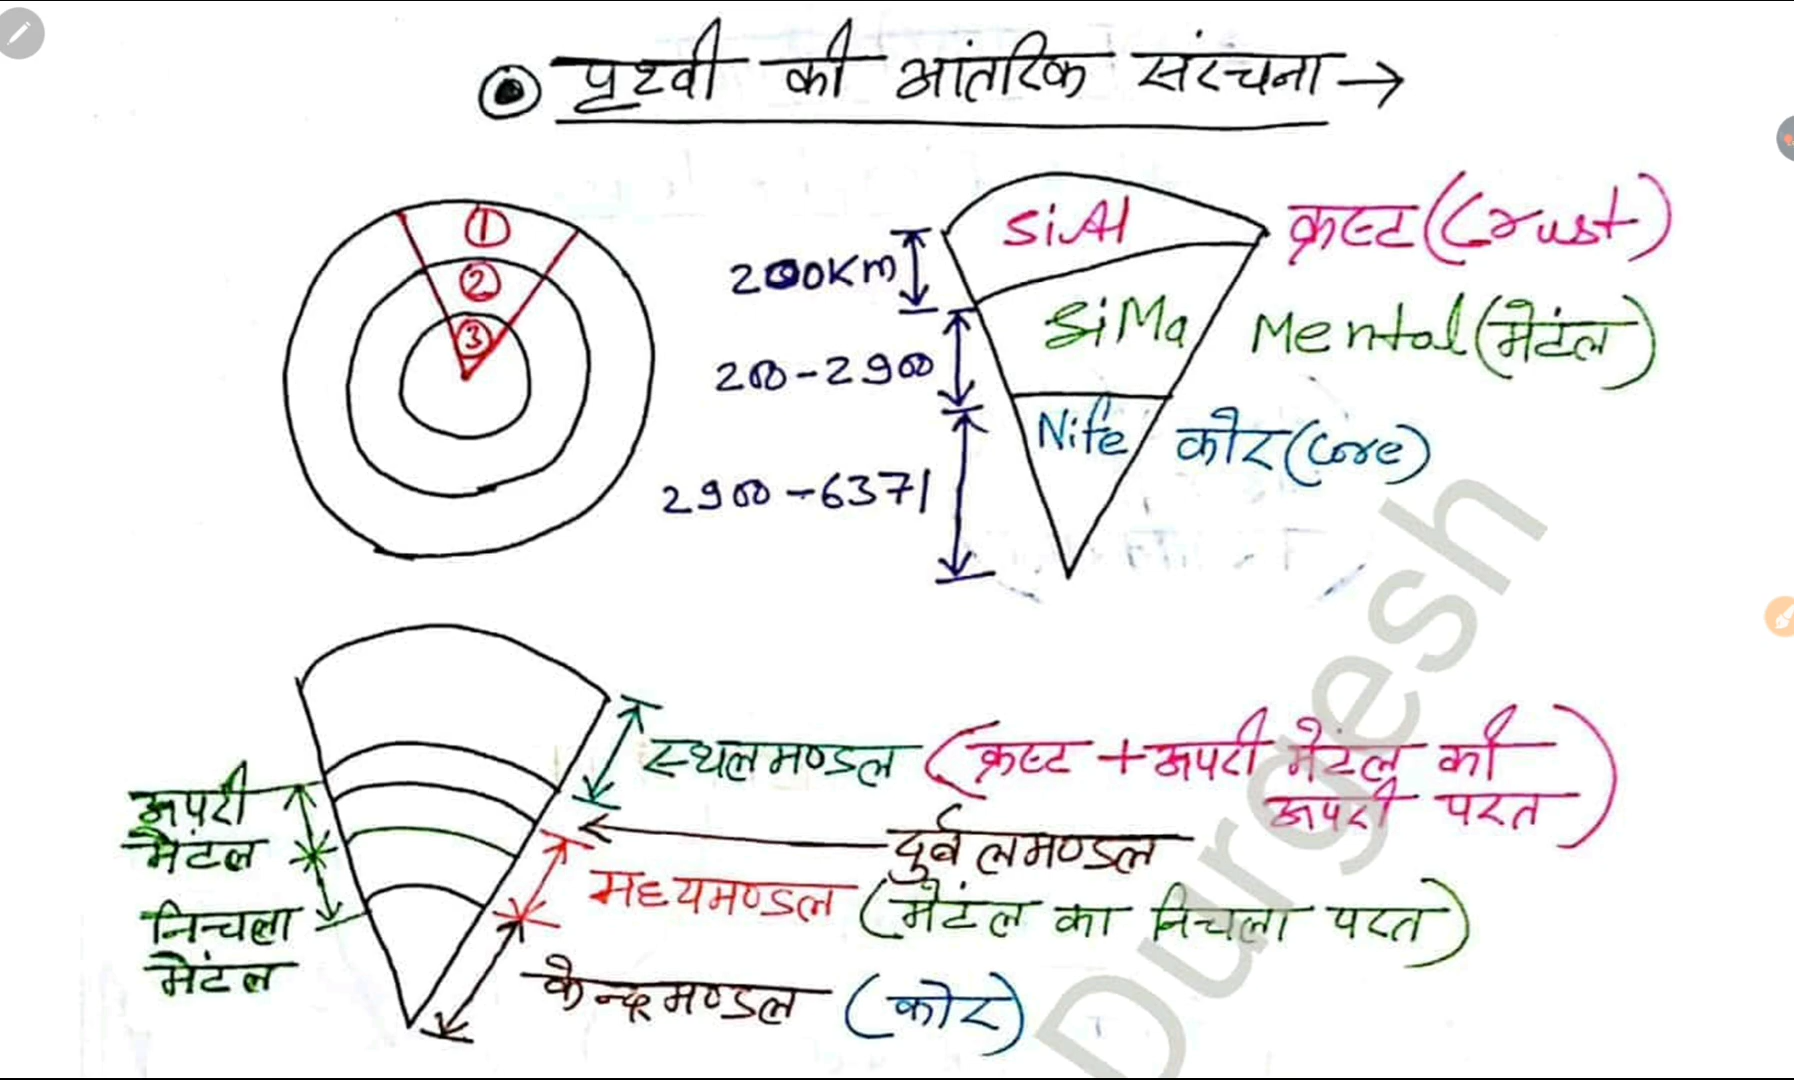 पृथ्वी की आंतरिक संरंचना →
①
②
③
SiAl
क्रस्ट (Crust)
200Km
SiMa
Mental (मेंटल)
200-2900
Nife
कोर (Core)
2900-6371
स्थलमण्डल (क्रस्ट + ऊपरी मेंटल की
ऊपरी परत)
ऊपरी
मेंटल
दुर्बलमण्डल
मध्यमण्डल (मेंटल का निचला परत)
निचला
मेंटल
केन्द्रमण्डल (कोर)
Durgesh